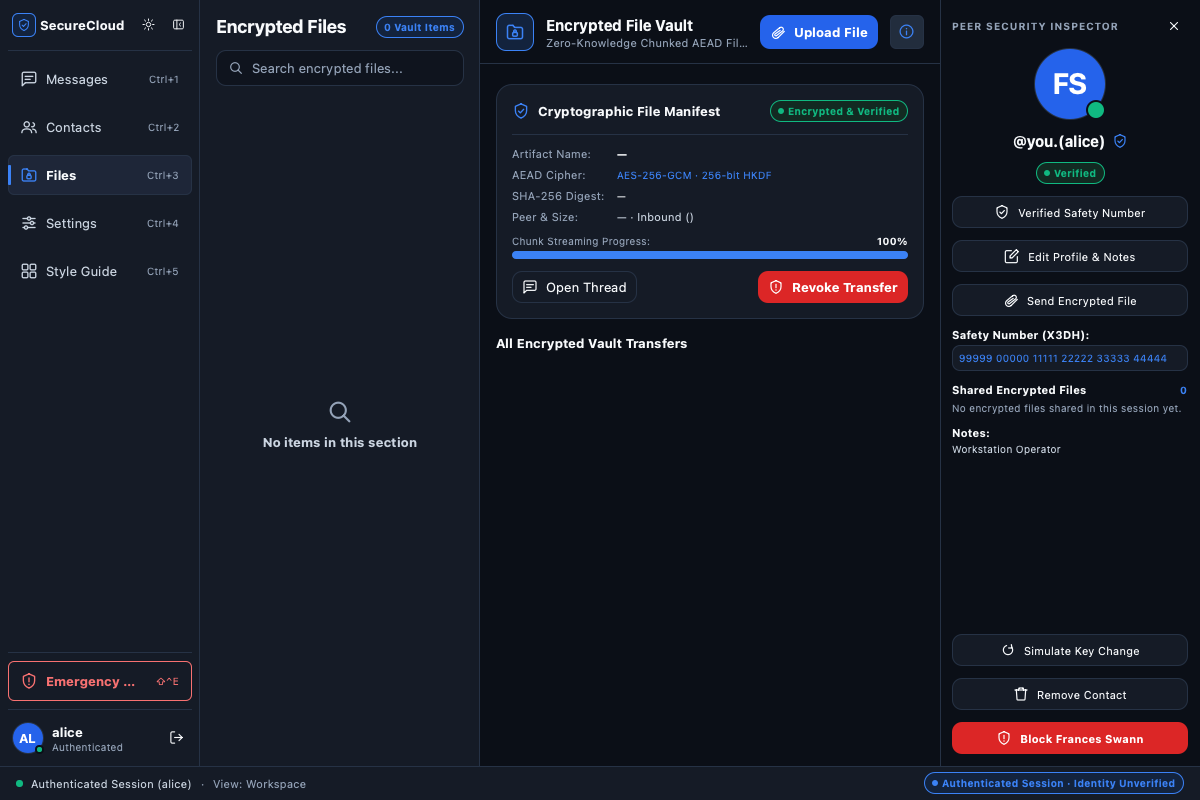 SecureCloud
Messages Ctrl+1
Contacts Ctrl+2
Files Ctrl+3
Settings Ctrl+4
Style Guide Ctrl+5
Emergency ... ⇧^E
AL
alice
Authenticated
Encrypted Files
0 Vault Items
Search encrypted files...
No items in this section
Encrypted File Vault
Zero-Knowledge Chunked AEAD Fil...
Upload File
Cryptographic File Manifest
Encrypted & Verified
Artifact Name: —
AEAD Cipher: AES-256-GCM · 256-bit HKDF
SHA-256 Digest: —
Peer & Size: — · Inbound ()
Chunk Streaming Progress: 100%
Open Thread
Revoke Transfer
All Encrypted Vault Transfers
PEER SECURITY INSPECTOR
FS
@you.(alice)
Verified
Verified Safety Number
Edit Profile & Notes
Send Encrypted File
Safety Number (X3DH):
99999 00000 11111 22222 33333 44444
Shared Encrypted Files 0
No encrypted files shared in this session yet.
Notes:
Workstation Operator
Simulate Key Change
Remove Contact
Block Frances Swann
Authenticated Session (alice) · View: Workspace
Authenticated Session · Identity Unverified